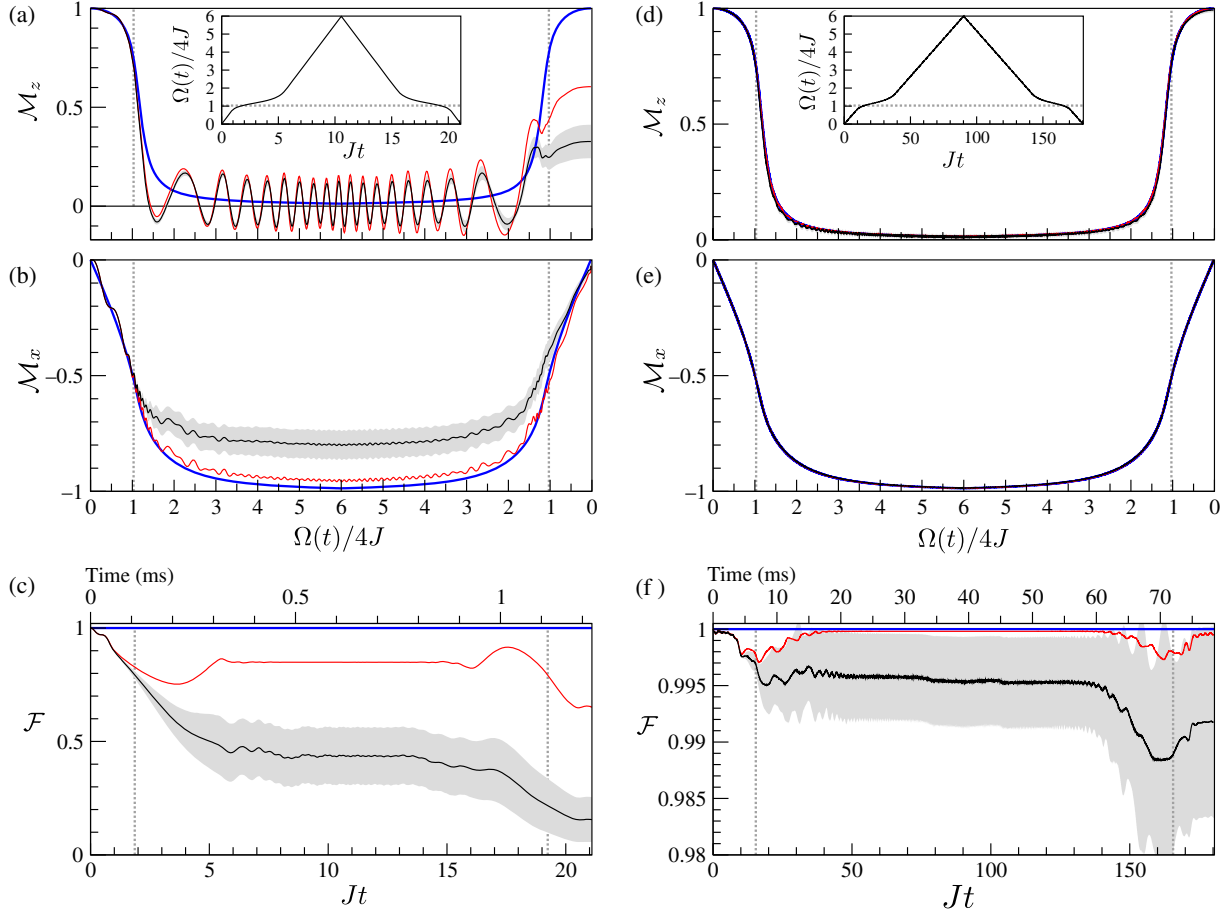 (a)
ℳz
1
0.5
0
Ω(t)/4J
6
5
4
3
2
1
0
0 5 10 15 20
Jt
(d)
ℳz
1
0.5
0
Ω(t)/4J
6
5
4
3
2
1
0
0 50 100 150
Jt
(b)
ℳx
0
−0.5
−1
0 1 2 3 4 5 6 5 4 3 2 1 0
Ω(t)/4J
(e)
ℳx
0
−0.5
−1
0 1 2 3 4 5 6 5 4 3 2 1 0
Ω(t)/4J
(c)
Time (ms)
0 0.5 1
ℱ
1
0.5
0
0 5 10 15 20
Jt
(f)
Time (ms)
0 10 20 30 40 50 60 70
ℱ
1
0.995
0.99
0.985
0.98
0 50 100 150
Jt